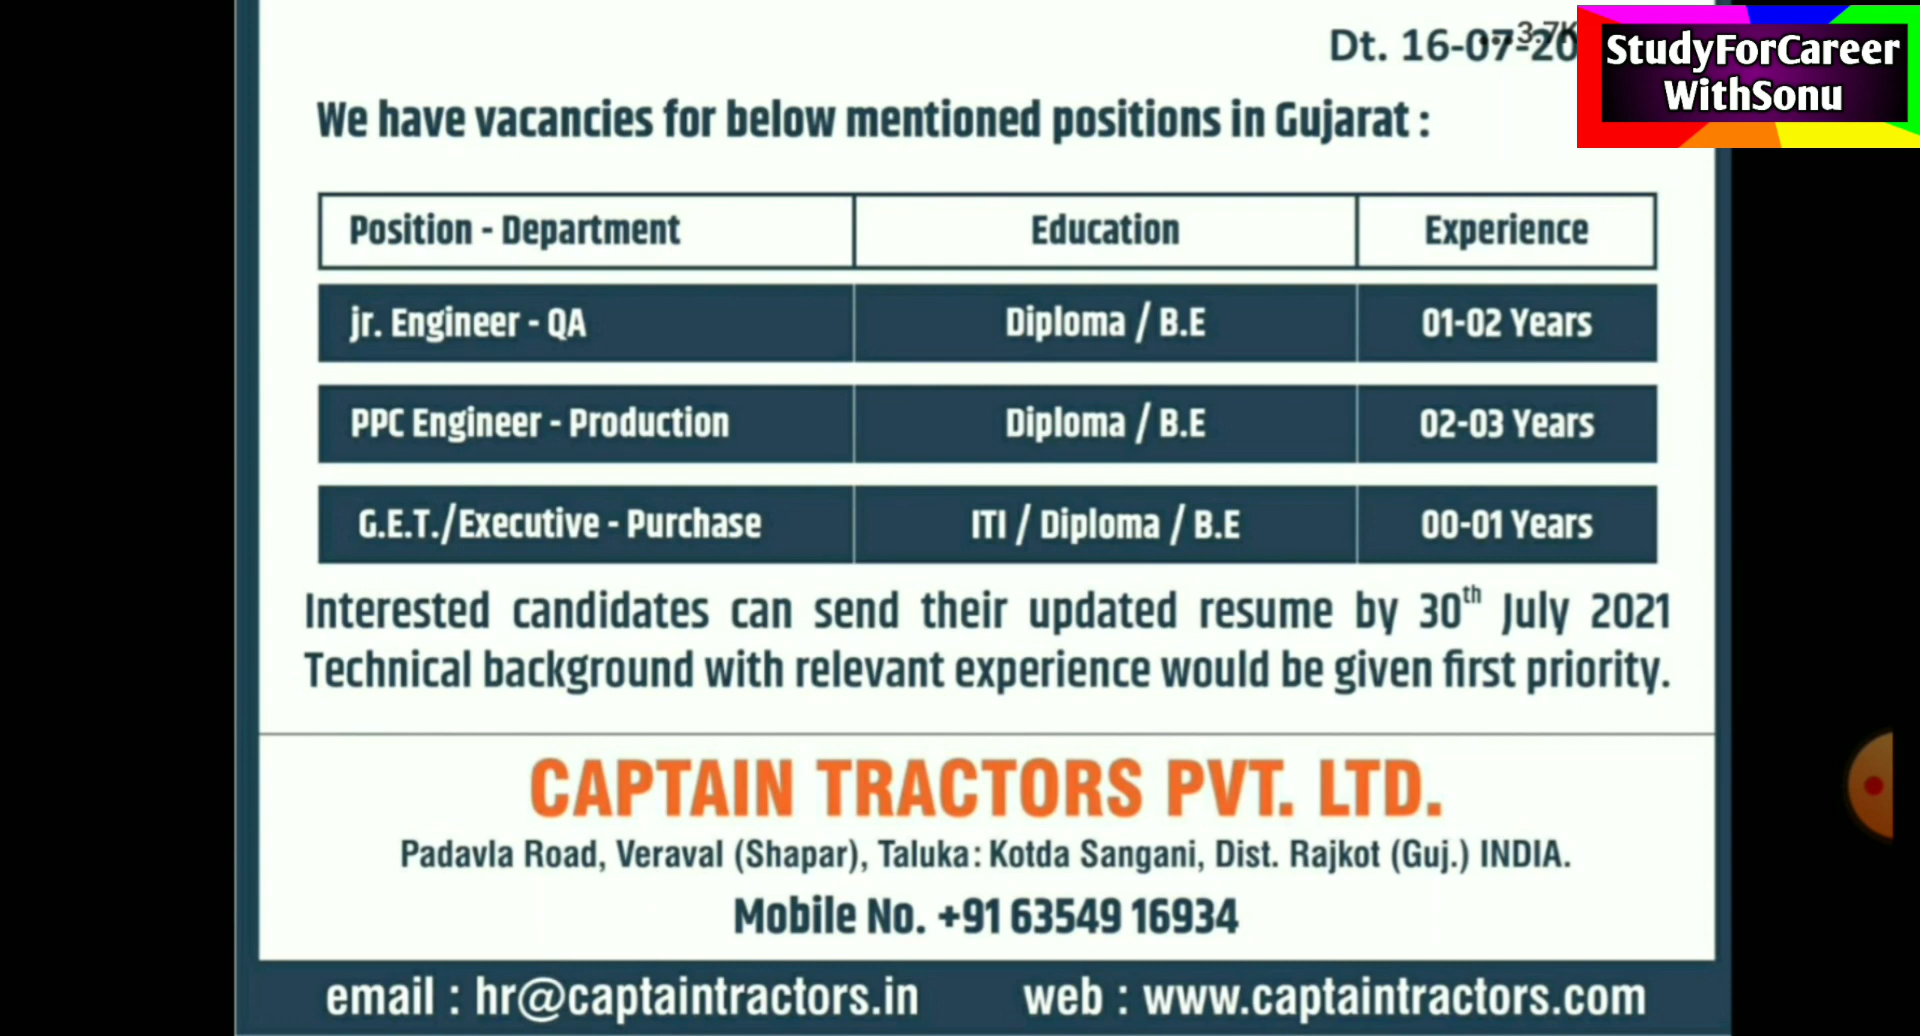 Dt. 16-07-20
3.7K
StudyForCareer
WithSonu
We have vacancies for below mentioned positions in Gujarat :
Position - Department Education Experience
jr. Engineer - QA Diploma / B.E 01-02 Years
PPC Engineer - Production Diploma / B.E 02-03 Years
G.E.T./Executive - Purchase ITI / Diploma / B.E 00-01 Years
Interested candidates can send their updated resume by 30th July 2021
Technical background with relevant experience would be given first priority.
CAPTAIN TRACTORS PVT. LTD.
Padavla Road, Veraval (Shapar), Taluka: Kotda Sangani, Dist. Rajkot (Guj.) INDIA.
Mobile No. +91 63549 16934
email : hr@captaintractors.in web : www.captaintractors.com